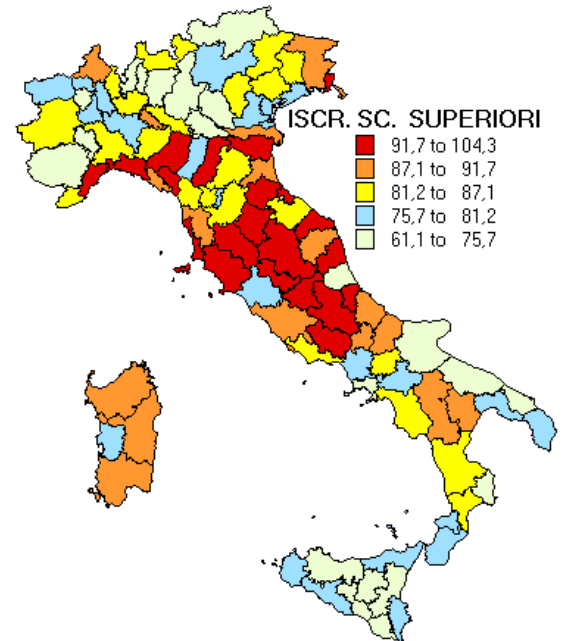 ISCR. SC. SUPERIORI
91,7 to 104,3
87,1 to 91,7
81,2 to 87,1
75,7 to 81,2
61,1 to 75,7